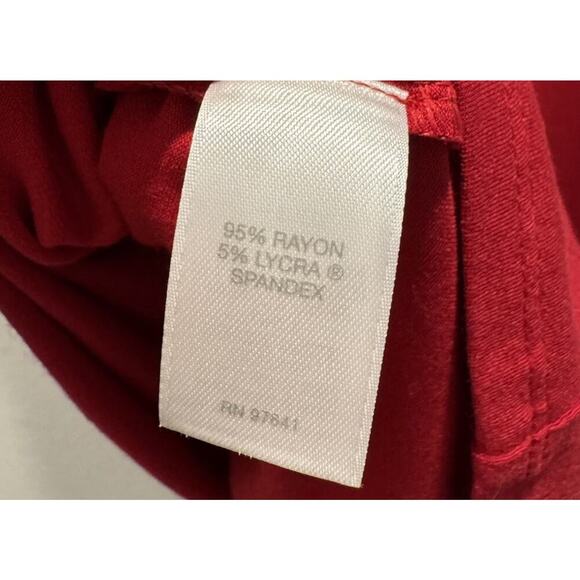 95% RAYON
5% LYCRA ®
SPANDEX
RN 97641